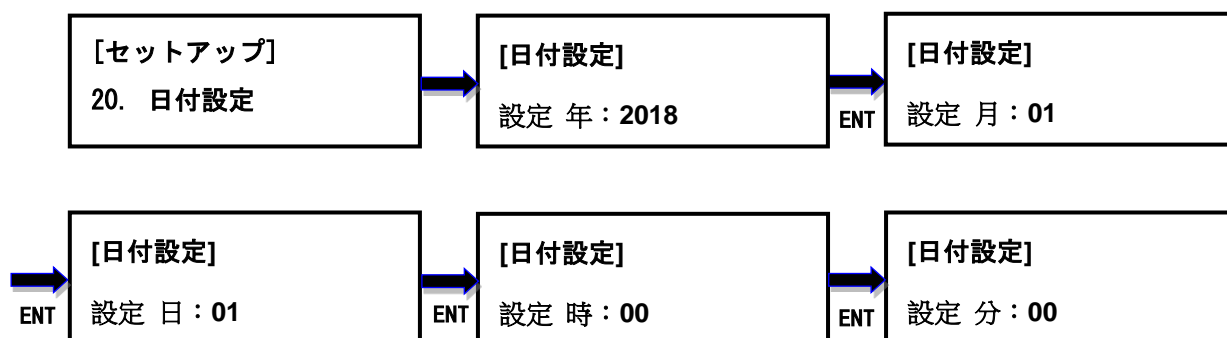 [セットアップ]
20. 日付設定
[日付設定]
設定 年：2018
ENT
[日付設定]
設定 月：01
ENT
[日付設定]
設定 日：01
ENT
[日付設定]
設定 時：00
ENT
[日付設定]
設定 分：00